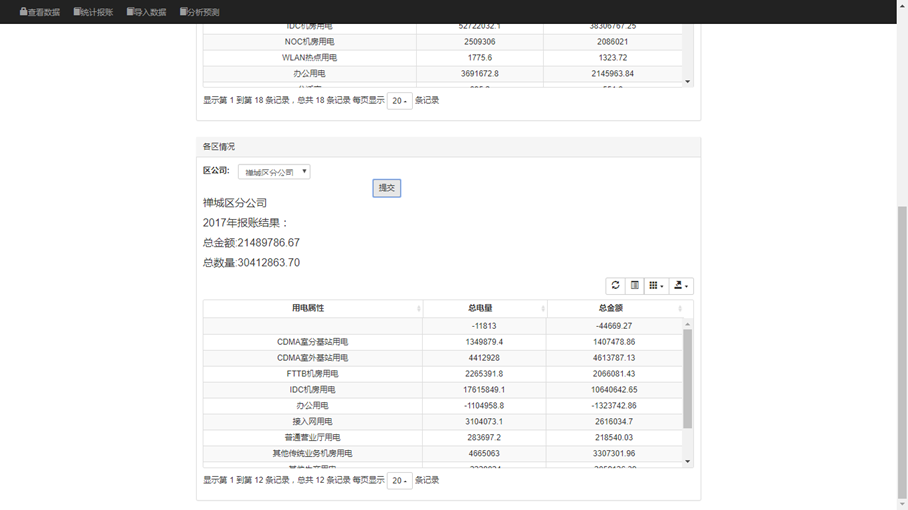 查看数据 统计报账 导入数据 分析预测
IDC机房用电 52722032.1 38306767.25
NOC机房用电 2509306 2086021
WLAN热点用电 1775.6 1323.72
办公用电 3691672.8 2145963.84
显示第 1 到第 18 条记录，总共 18 条记录 每页显示 20 条记录
各区情况
区公司: 禅城区分公司
提交
禅城区分公司
2017年报账结果：
总金额:21489786.67
总数量:30412863.70
用电属性 总电量 总金额
-11813 -44669.27
CDMA室分基站用电 1349879.4 1407478.86
CDMA室外基站用电 4412928 4613787.13
FTTB机房用电 2265391.8 2066081.43
IDC机房用电 17615849.1 10640642.65
办公用电 -1104958.8 -1323742.86
接入网用电 3104073.1 2616034.7
普通营业厅用电 283697.2 218540.03
其他传统业务机房用电 4665063 3307301.96
显示第 1 到第 12 条记录，总共 12 条记录 每页显示 20 条记录